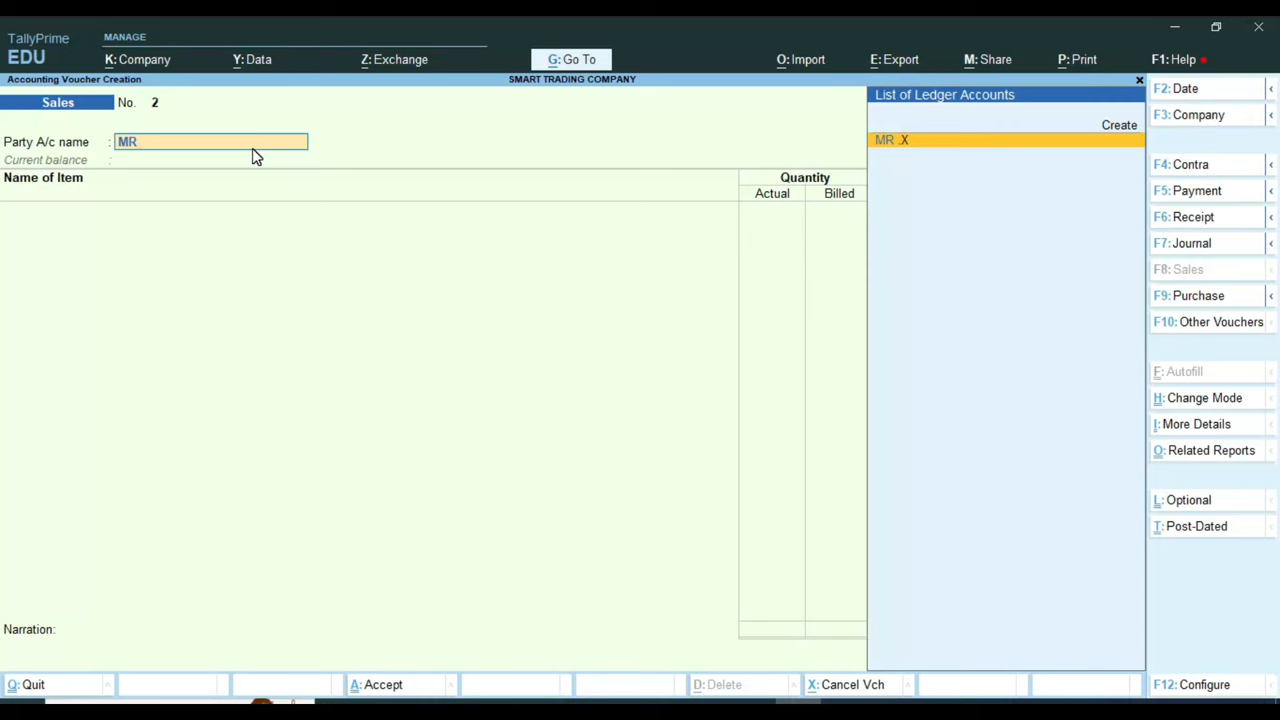 TallyPrime
EDU
MANAGE
K: Company
Y: Data
Z: Exchange
G: Go To
O: Import
E: Export
M: Share
P: Print
F1: Help
Accounting Voucher Creation
SMART TRADING COMPANY
Sales No. 2
Party A/c name : MR
Current balance :
Name of Item
Quantity
Actual Billed
Narration:
List of Ledger Accounts
Create
MR .X
F2: Date
F3: Company
F4: Contra
F5: Payment
F6: Receipt
F7: Journal
F8: Sales
F9: Purchase
F10: Other Vouchers
F: Autofill
H: Change Mode
I: More Details
O: Related Reports
L: Optional
T: Post-Dated
Q: Quit
A: Accept
D: Delete
X: Cancel Vch
F12: Configure